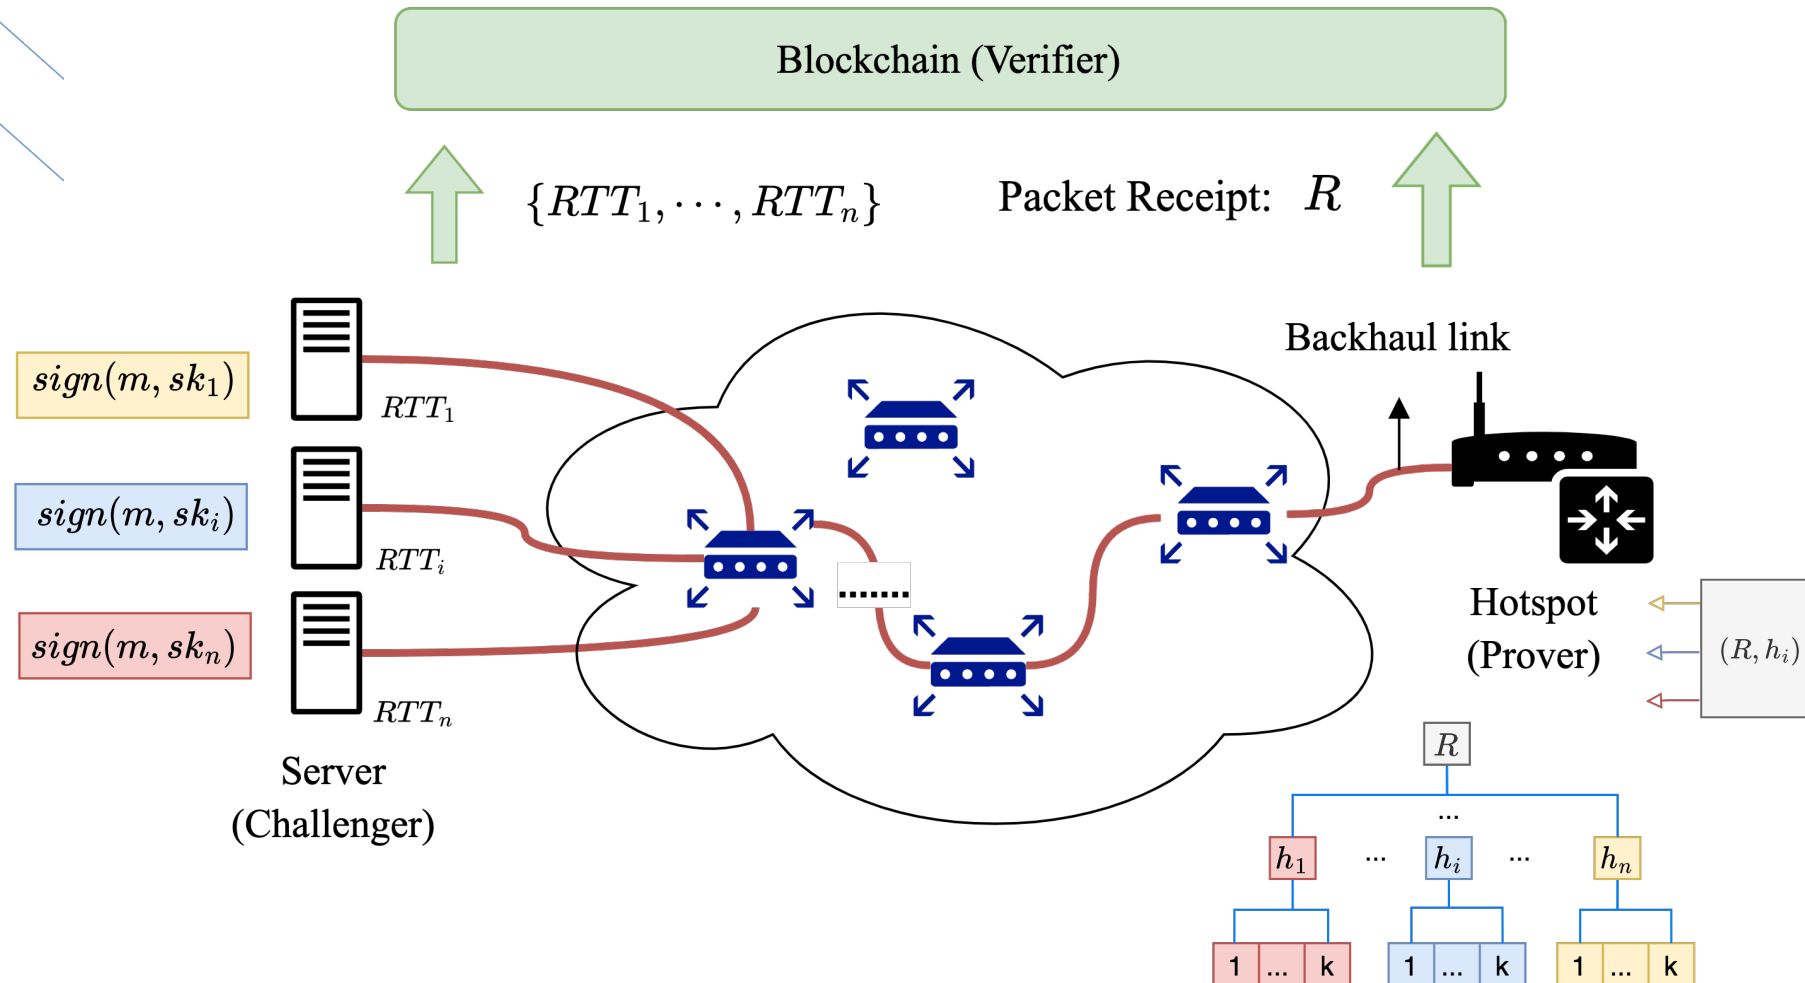 Blockchain (Verifier)
{RTT₁, ⋯, RTTₙ}
Packet Receipt: R
Backhaul link
sign(m, sk₁)
RTT₁
sign(m, skᵢ)
RTTᵢ
sign(m, skₙ)
RTTₙ
Server
(Challenger)
Hotspot
(Prover)
(R, hᵢ)
R
...
h₁ ... hᵢ ... hₙ
1 ... k 1 ... k 1 ... k